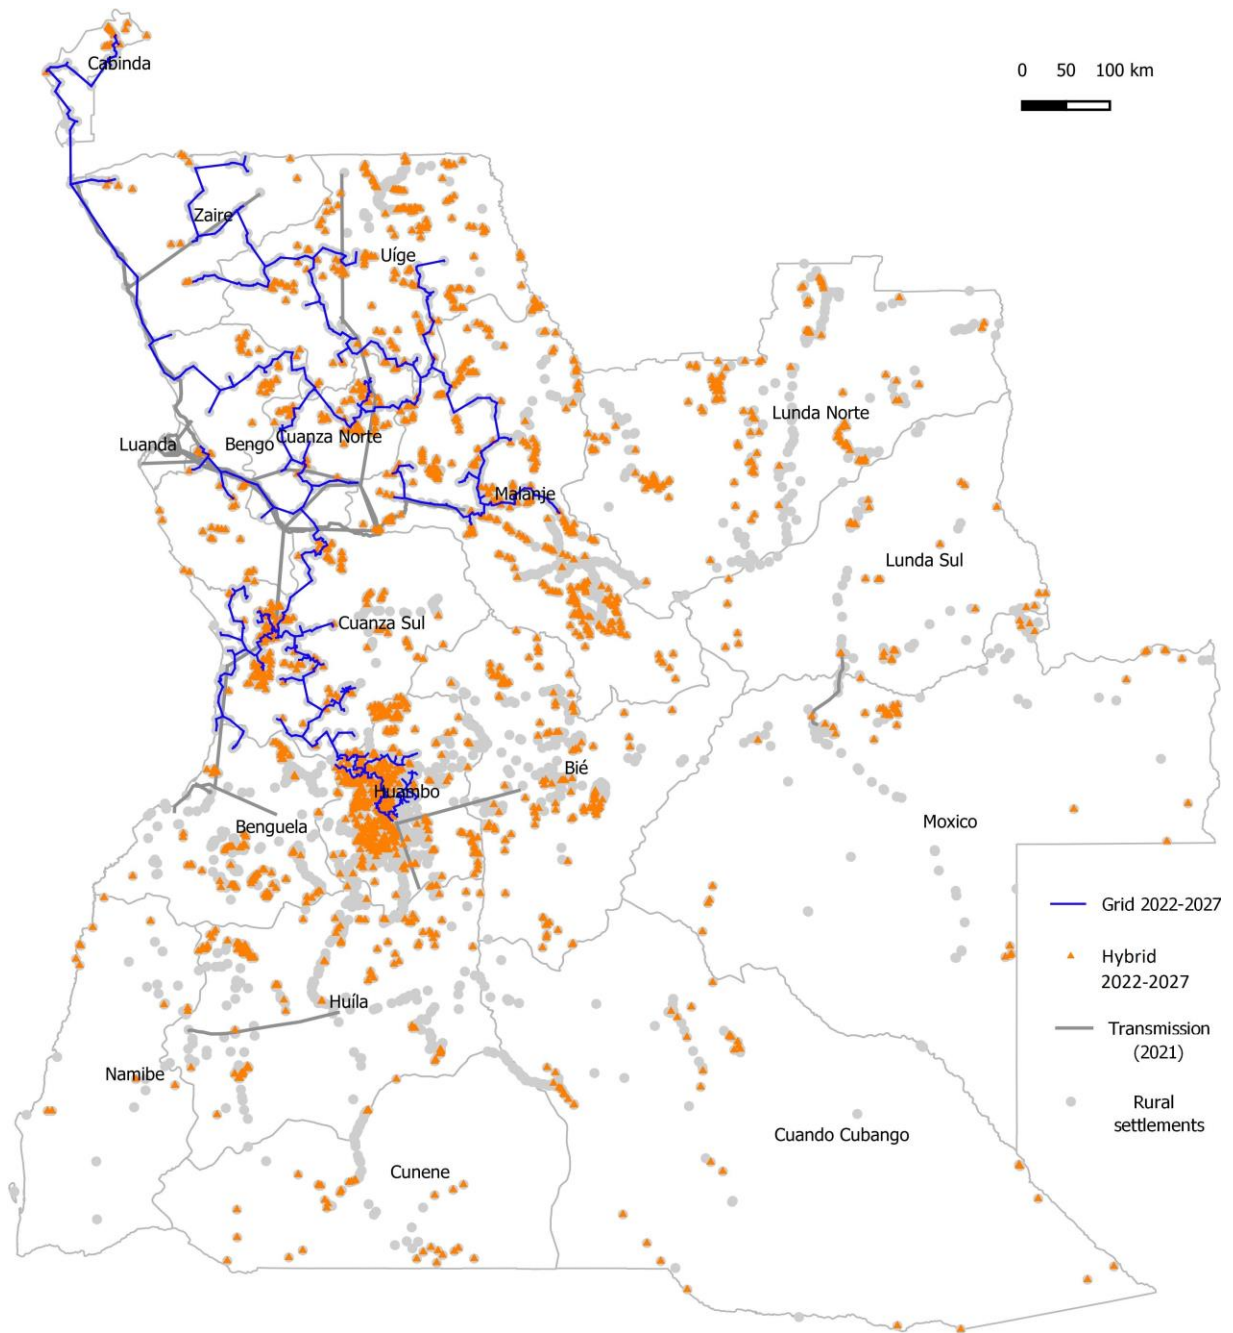 0 50 100 km
Cabinda
Zaire
Uíge
Luanda
Bengo
Cuanza Norte
Lunda Norte
Malanje
Lunda Sul
Cuanza Sul
Bié
Huambo
Benguela
Moxico
Grid 2022-2027
Hybrid
2022-2027
Huíla
Transmission
(2021)
Namibe
Rural
settlements
Cuando Cubango
Cunene